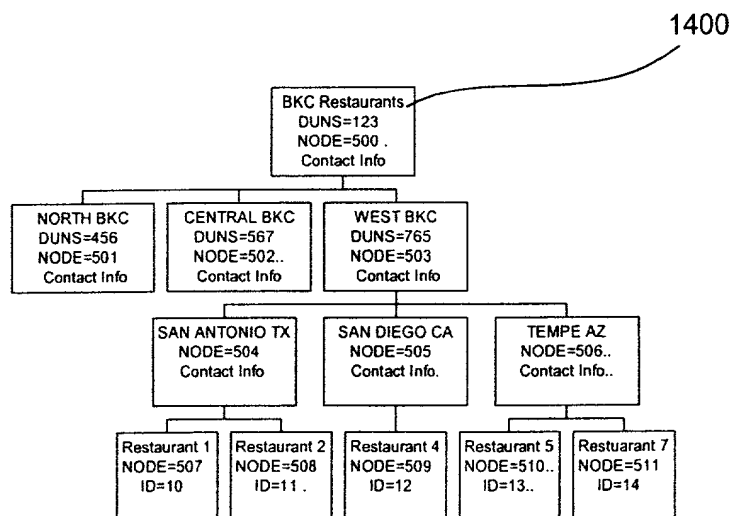 1400
BKC Restaurants
DUNS=123
NODE=500 .
Contact Info
NORTH BKC
DUNS=456
NODE=501
Contact Info
CENTRAL BKC
DUNS=567
NODE=502..
Contact Info
WEST BKC
DUNS=765
NODE=503
Contact Info
SAN ANTONIO TX
NODE=504
Contact Info
SAN DIEGO CA
NODE=505
Contact Info.
TEMPE AZ
NODE=506..
Contact Info..
Restaurant 1
NODE=507
ID=10
Restaurant 2
NODE=508
ID=11 .
Restaurant 4
NODE=509
ID=12
Restaurant 5
NODE=510..
ID=13..
Restuarant 7
NODE=511
ID=14